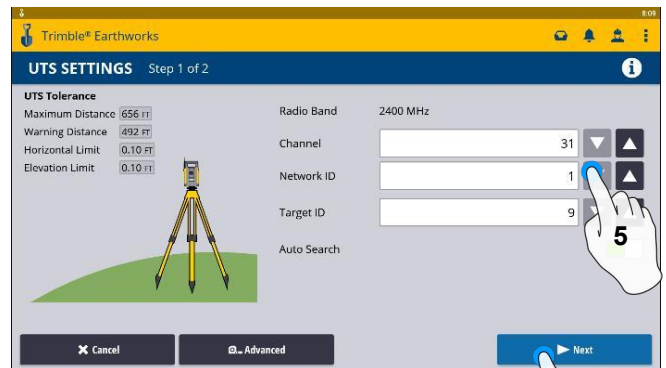 8:09
Trimble® Earthworks
UTS SETTINGS Step 1 of 2
UTS Tolerance
Maximum Distance 656 FT
Warning Distance 492 FT
Horizontal Limit 0.10 FT
Elevation Limit 0.10 FT
Radio Band 2400 MHz
Channel 31
Network ID 1
Target ID 9
Auto Search
5
Cancel
Advanced
Next